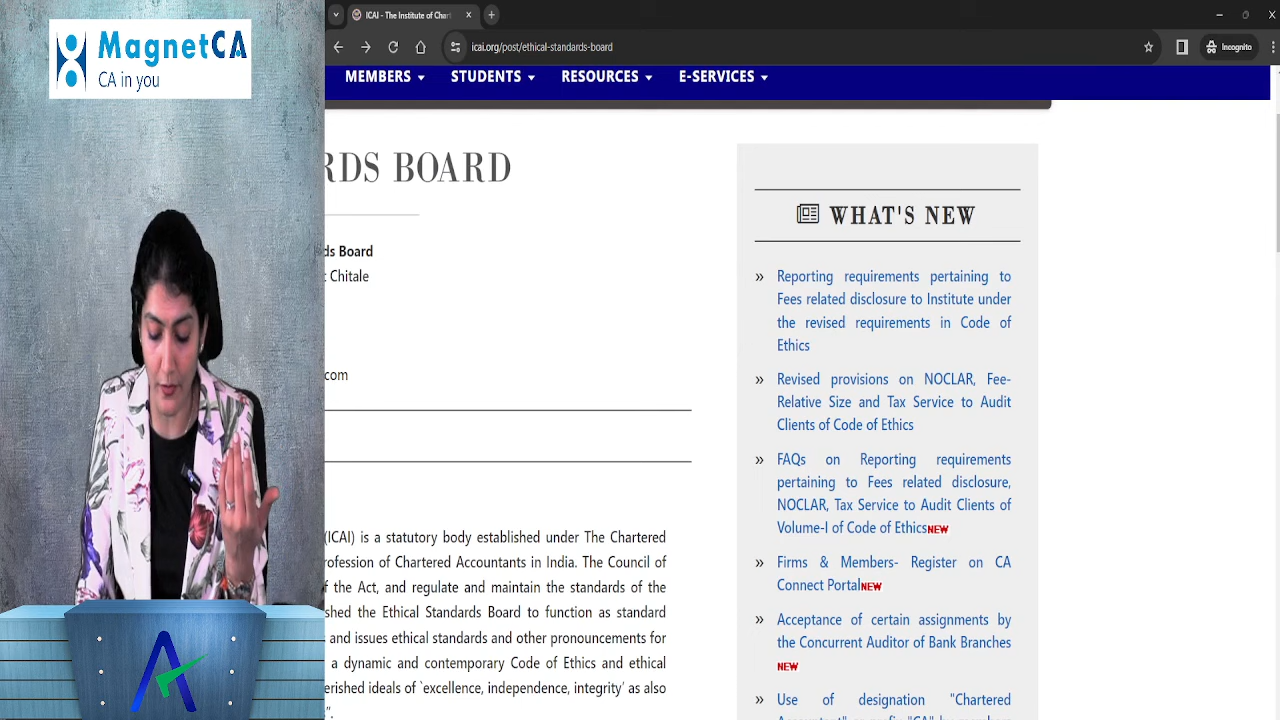 MagnetCA
CA in you
ICAI - The Institute of Chart
icai.org/post/ethical-standards-board
Incognito
MEMBERS
STUDENTS
RESOURCES
E-SERVICES
RDS BOARD
ds Board
t Chitale
.com
(ICAI) is a statutory body established under The Chartered
rofession of Chartered Accountants in India. The Council of
f the Act, and regulate and maintain the standards of the
shed the Ethical Standards Board to function as standard
and issues ethical standards and other pronouncements for
a dynamic and contemporary Code of Ethics and ethical
erished ideals of `excellence, independence, integrity' as also
WHAT'S NEW
» Reporting requirements pertaining to
Fees related disclosure to Institute under
the revised requirements in Code of
Ethics
» Revised provisions on NOCLAR, Fee-
Relative Size and Tax Service to Audit
Clients of Code of Ethics
» FAQs on Reporting requirements
pertaining to Fees related disclosure,
NOCLAR, Tax Service to Audit Clients of
Volume-I of Code of Ethics NEW
» Firms & Members- Register on CA
Connect Portal NEW
» Acceptance of certain assignments by
the Concurrent Auditor of Bank Branches
NEW
» Use of designation "Chartered